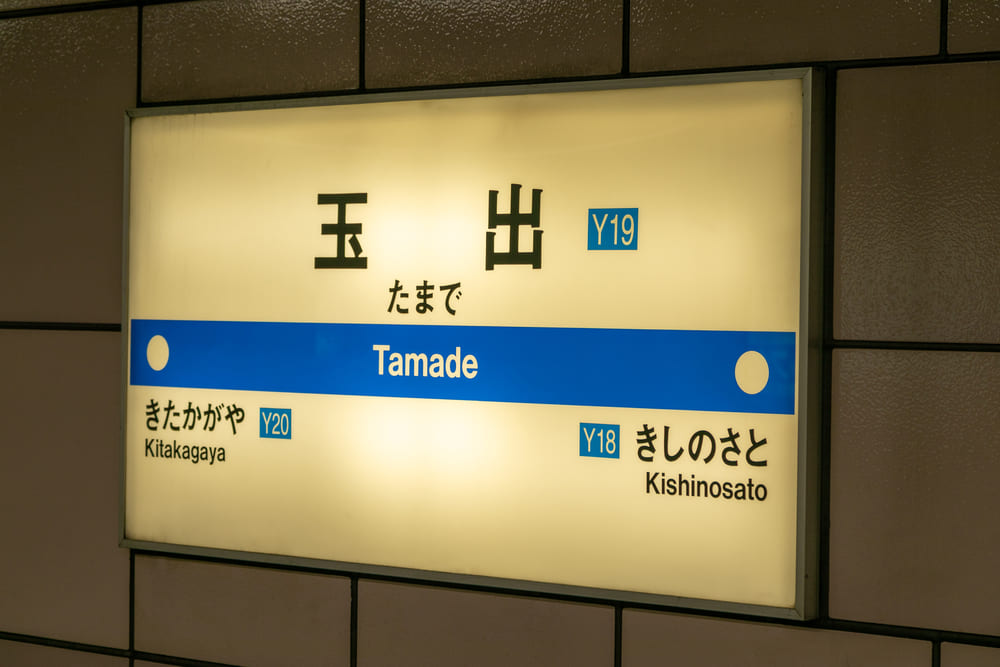 玉出 Y19
たまで
Tamade
きたかがや Y20
Kitakagaya
Y18 きしのさと
Kishinosato